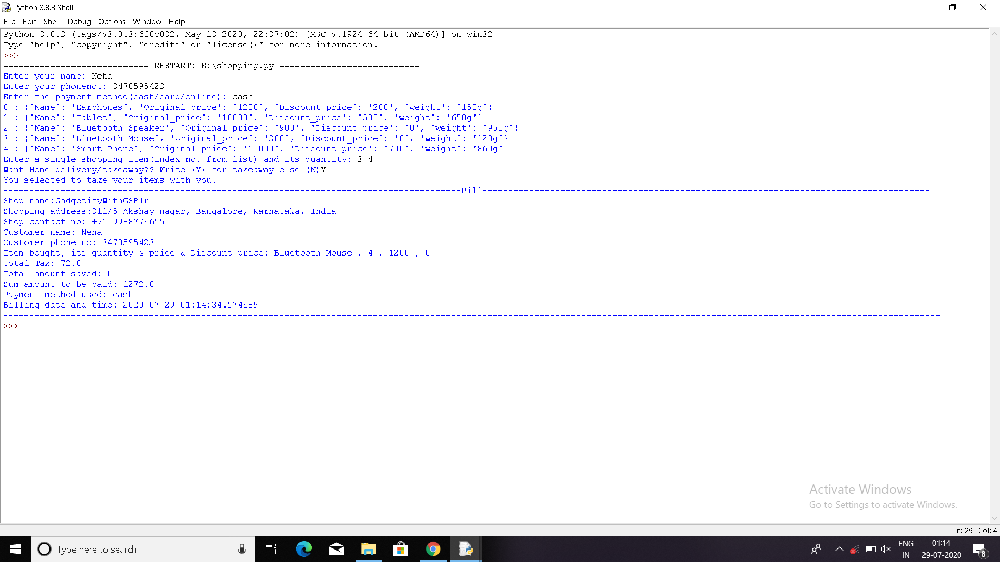 Python 3.8.3 Shell
File Edit Shell Debug Options Window Help
Python 3.8.3 (tags/v3.8.3:6f8c832, May 13 2020, 22:37:02) [MSC v.1924 64 bit (AMD64)] on win32
Type "help", "copyright", "credits" or "license()" for more information.
>>>
============================ RESTART: E:\shopping.py ===========================
Enter your name: Neha
Enter your phoneno.: 3478595423
Enter the payment method(cash/card/online): cash
0 : {'Name': 'Earphones', 'Original_price': '1200', 'Discount_price': '200', 'weight': '150g'}
1 : {'Name': 'Tablet', 'Original_price': '10000', 'Discount_price': '500', 'weight': '650g'}
2 : {'Name': 'Bluetooth Speaker', 'Original_price': '900', 'Discount_price': '0', 'weight': '950g'}
3 : {'Name': 'Bluetooth Mouse', 'Original_price': '300', 'Discount_price': '0', 'weight': '120g'}
4 : {'Name': 'Smart Phone', 'Original_price': '12000', 'Discount_price': '700', 'weight': '860g'}
Enter a single shopping item(index no. from list) and its quantity: 3 4
Want Home delivery/takeaway?? Write (Y) for takeaway else (N)Y
You selected to take your items with you.
----------------------------------------------------------------------------------------Bill--------------------------------------------------------------------------------------
Shop name:GadgetifyWithGSBlr
Shopping address:311/5 Akshay nagar, Bangalore, Karnataka, India
Shop contact no: +91 9988776655
Customer name: Neha
Customer phone no: 3478595423
Item bought, its quantity & price & Discount price: Bluetooth Mouse , 4 , 1200 , 0
Total Tax: 72.0
Total amount saved: 0
Sum amount to be paid: 1272.0
Payment method used: cash
Billing date and time: 2020-07-29 01:14:34.574689
------------------------------------------------------------------------------------------------------------------------------------------------------------------------------------
>>>
Activate Windows
Go to Settings to activate Windows.
Ln: 29 Col: 4
Type here to search
ENG
IN
01:14
29-07-2020
8